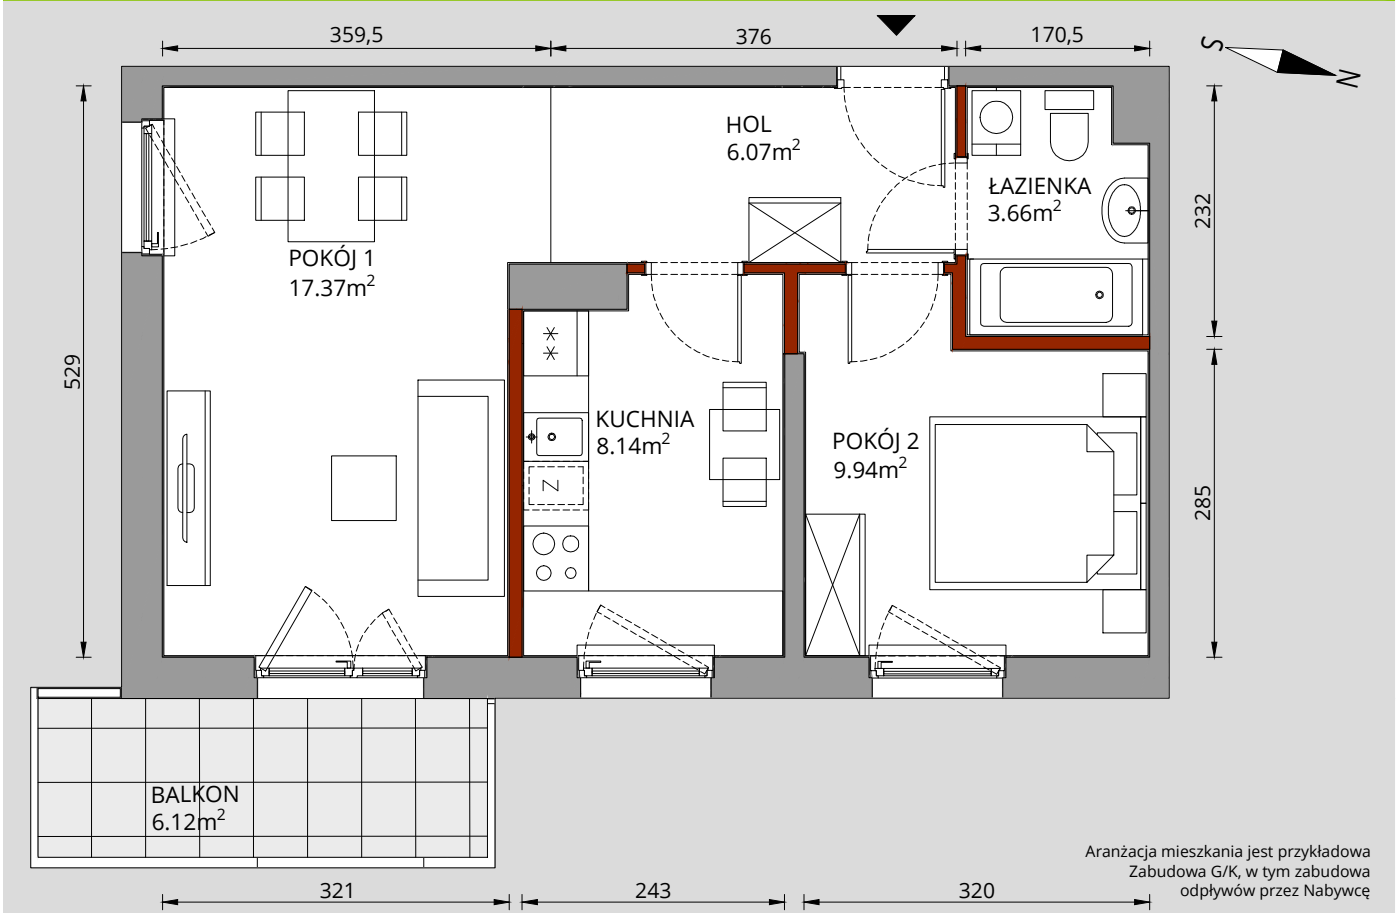 359,5
376
170,5
S
N
HOL
6.07m²
ŁAZIENKA
3.66m²
232
POKÓJ 1
17.37m²
529
**
KUCHNIA
8.14m²
POKÓJ 2
9.94m²
Z
285
BALKON
6.12m²
Aranżacja mieszkania jest przykładowa
Zabudowa G/K, w tym zabudowa
odpływów przez Nabywcę
321
243
320